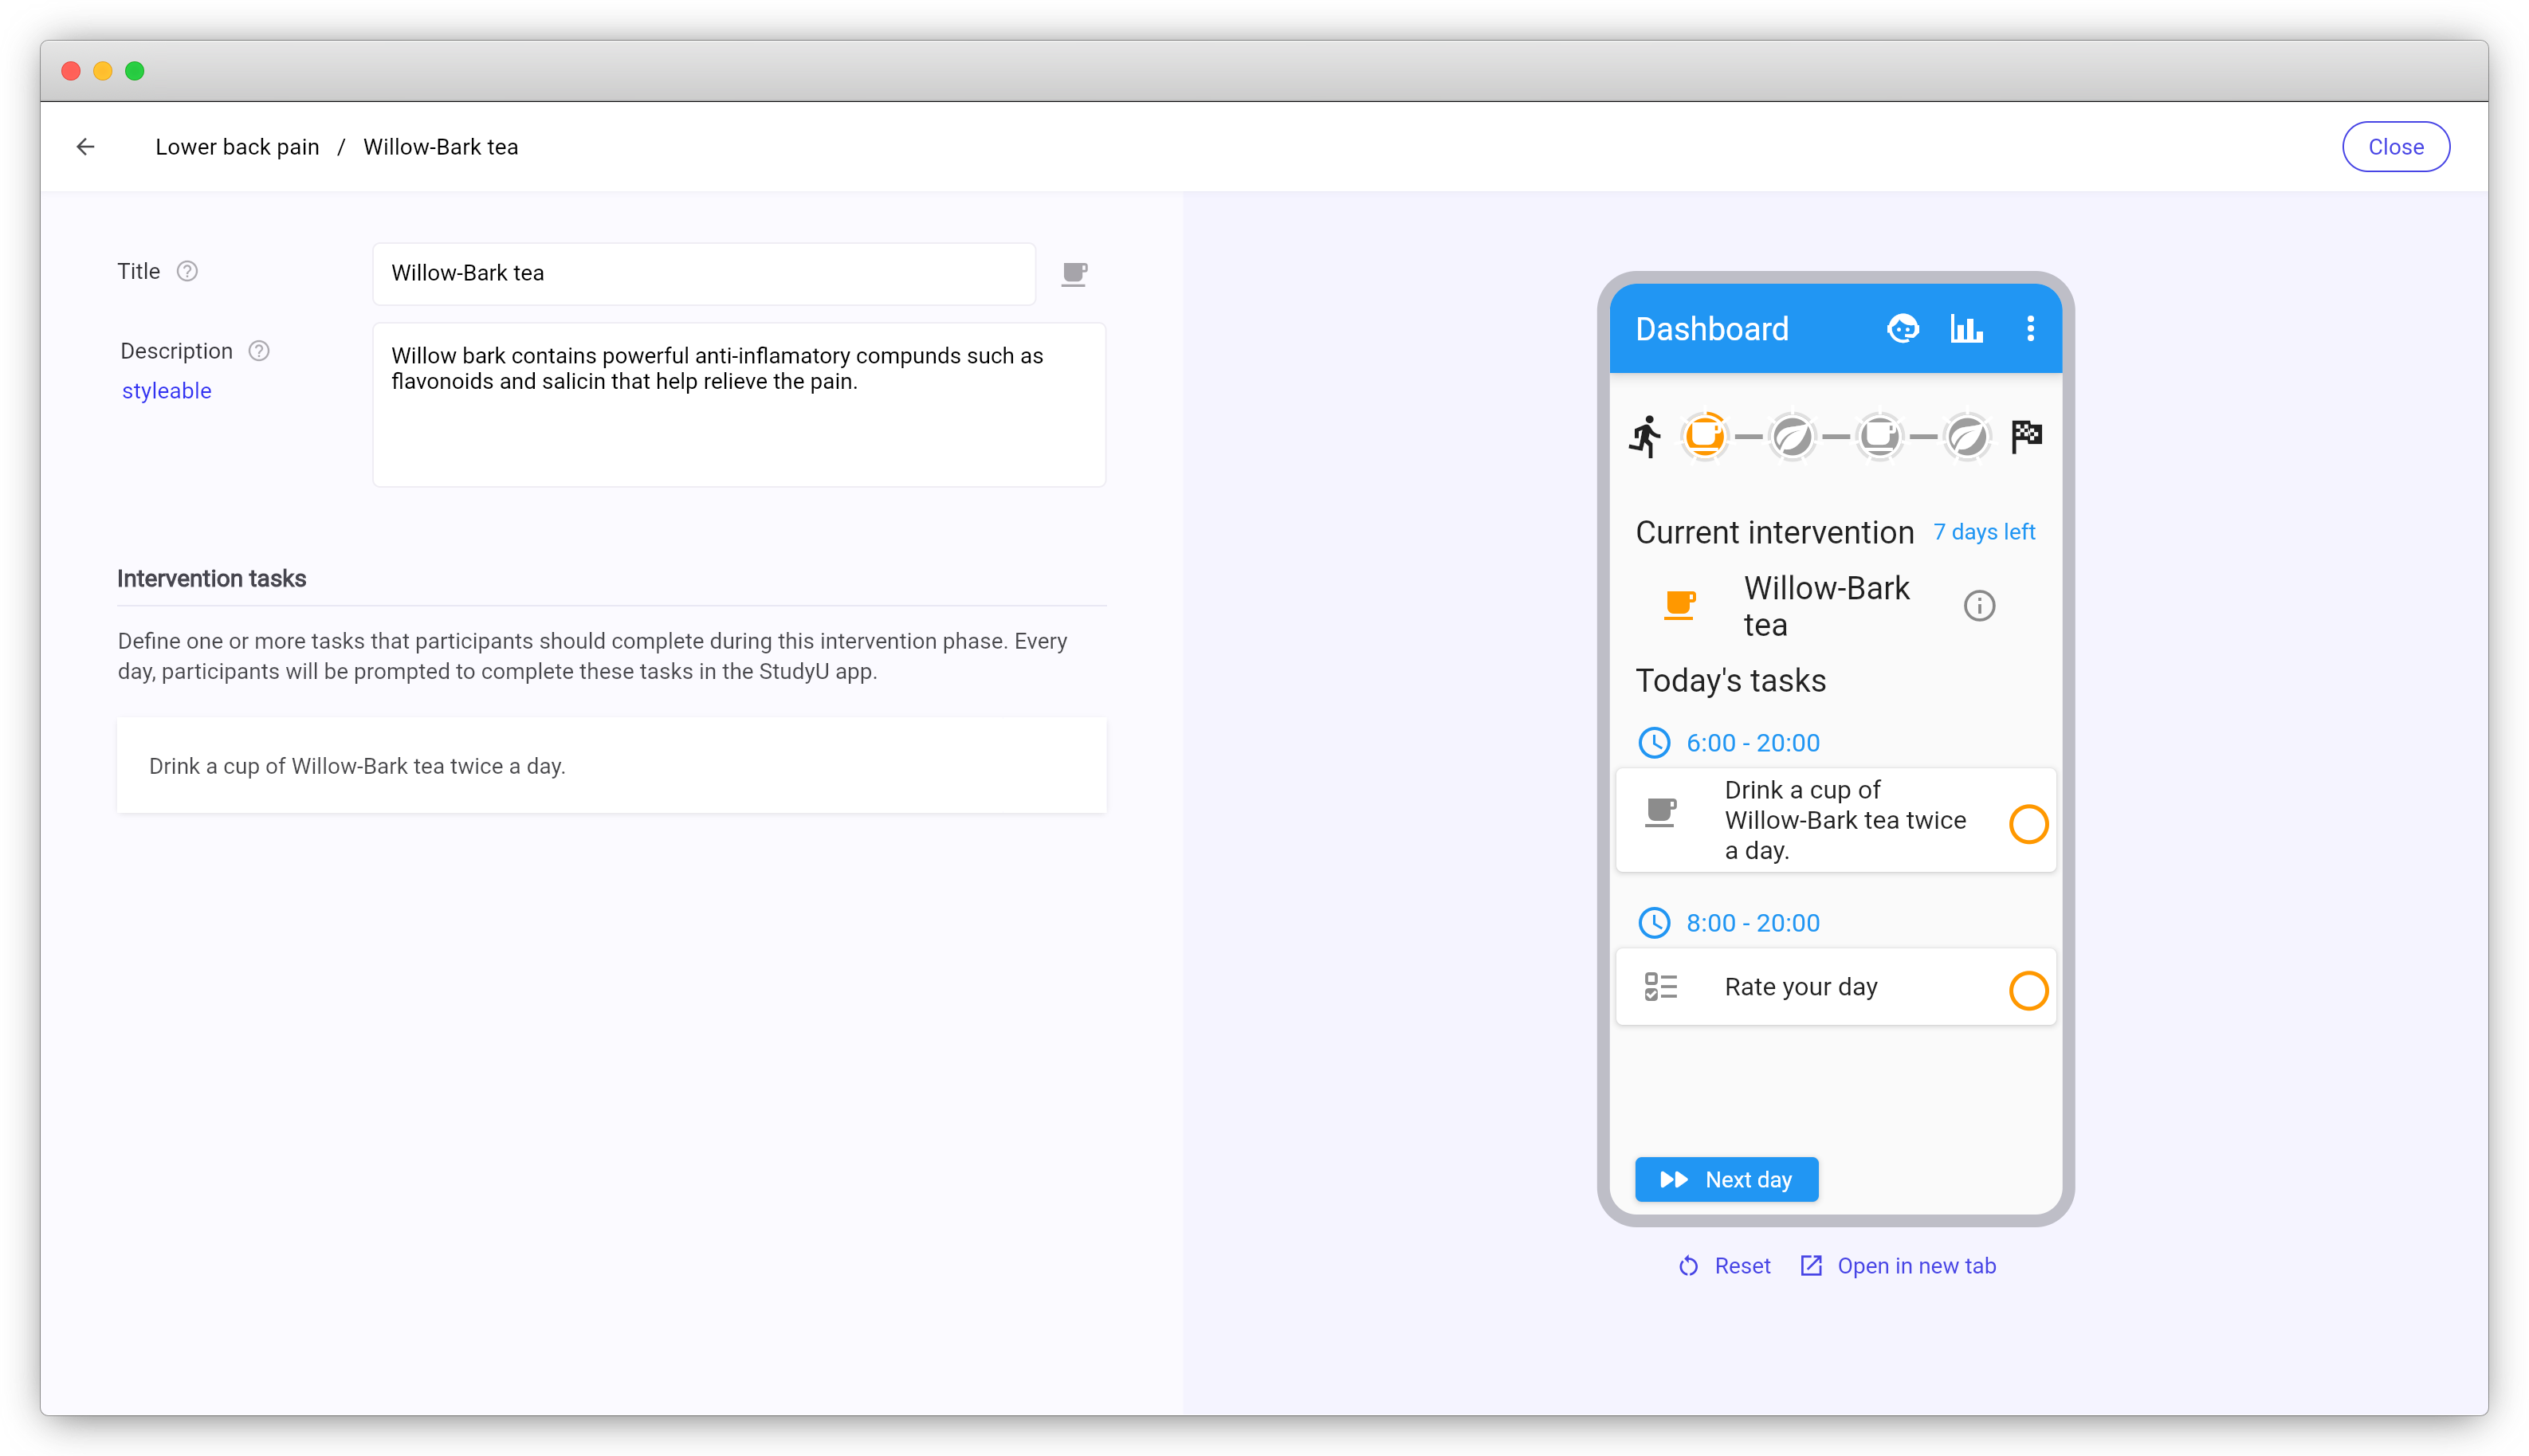 Lower back pain / Willow-Bark tea
Close
Title
Willow-Bark tea
Description
styleable
Willow bark contains powerful anti-inflamatory compunds such as
flavonoids and salicin that help relieve the pain.
Intervention tasks
Define one or more tasks that participants should complete during this intervention phase. Every
day, participants will be prompted to complete these tasks in the StudyU app.
Drink a cup of Willow-Bark tea twice a day.
Dashboard
Current intervention 7 days left
Willow-Bark
tea
Today's tasks
6:00 - 20:00
Drink a cup of
Willow-Bark tea twice
a day.
8:00 - 20:00
Rate your day
Next day
Reset Open in new tab